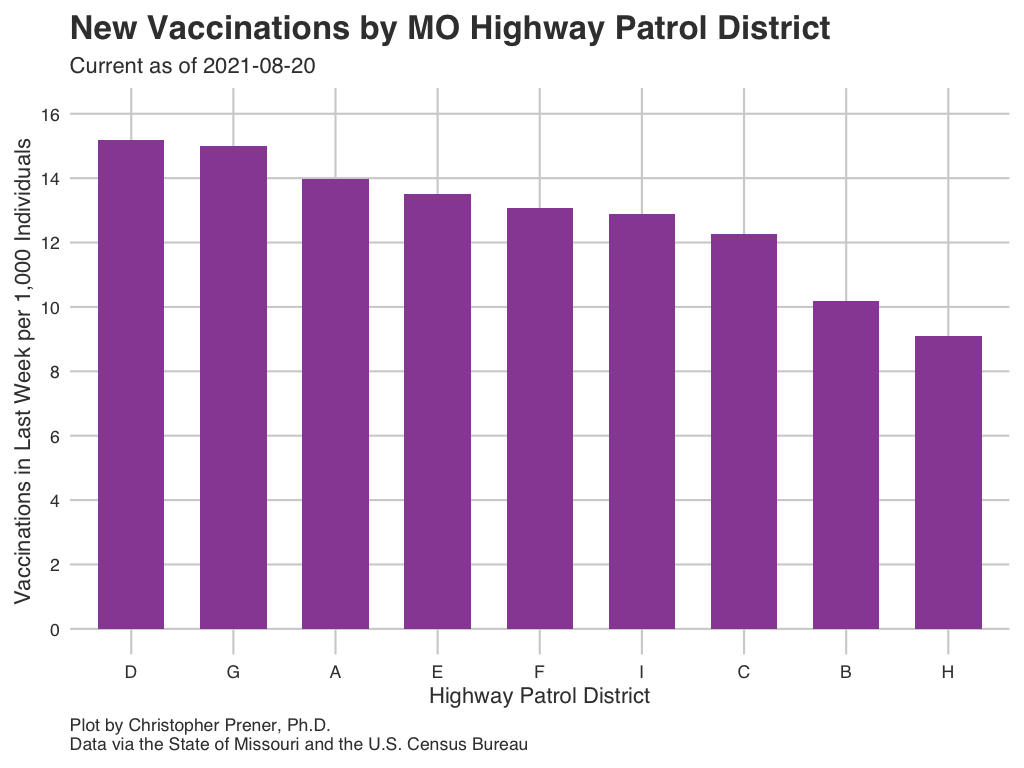 New Vaccinations by MO Highway Patrol District
Current as of 2021-08-20
Vaccinations in Last Week per 1,000 Individuals
16
14
12
10
8
6
4
2
0
D G A E F I C B H
Highway Patrol District
Plot by Christopher Prener, Ph.D.
Data via the State of Missouri and the U.S. Census Bureau